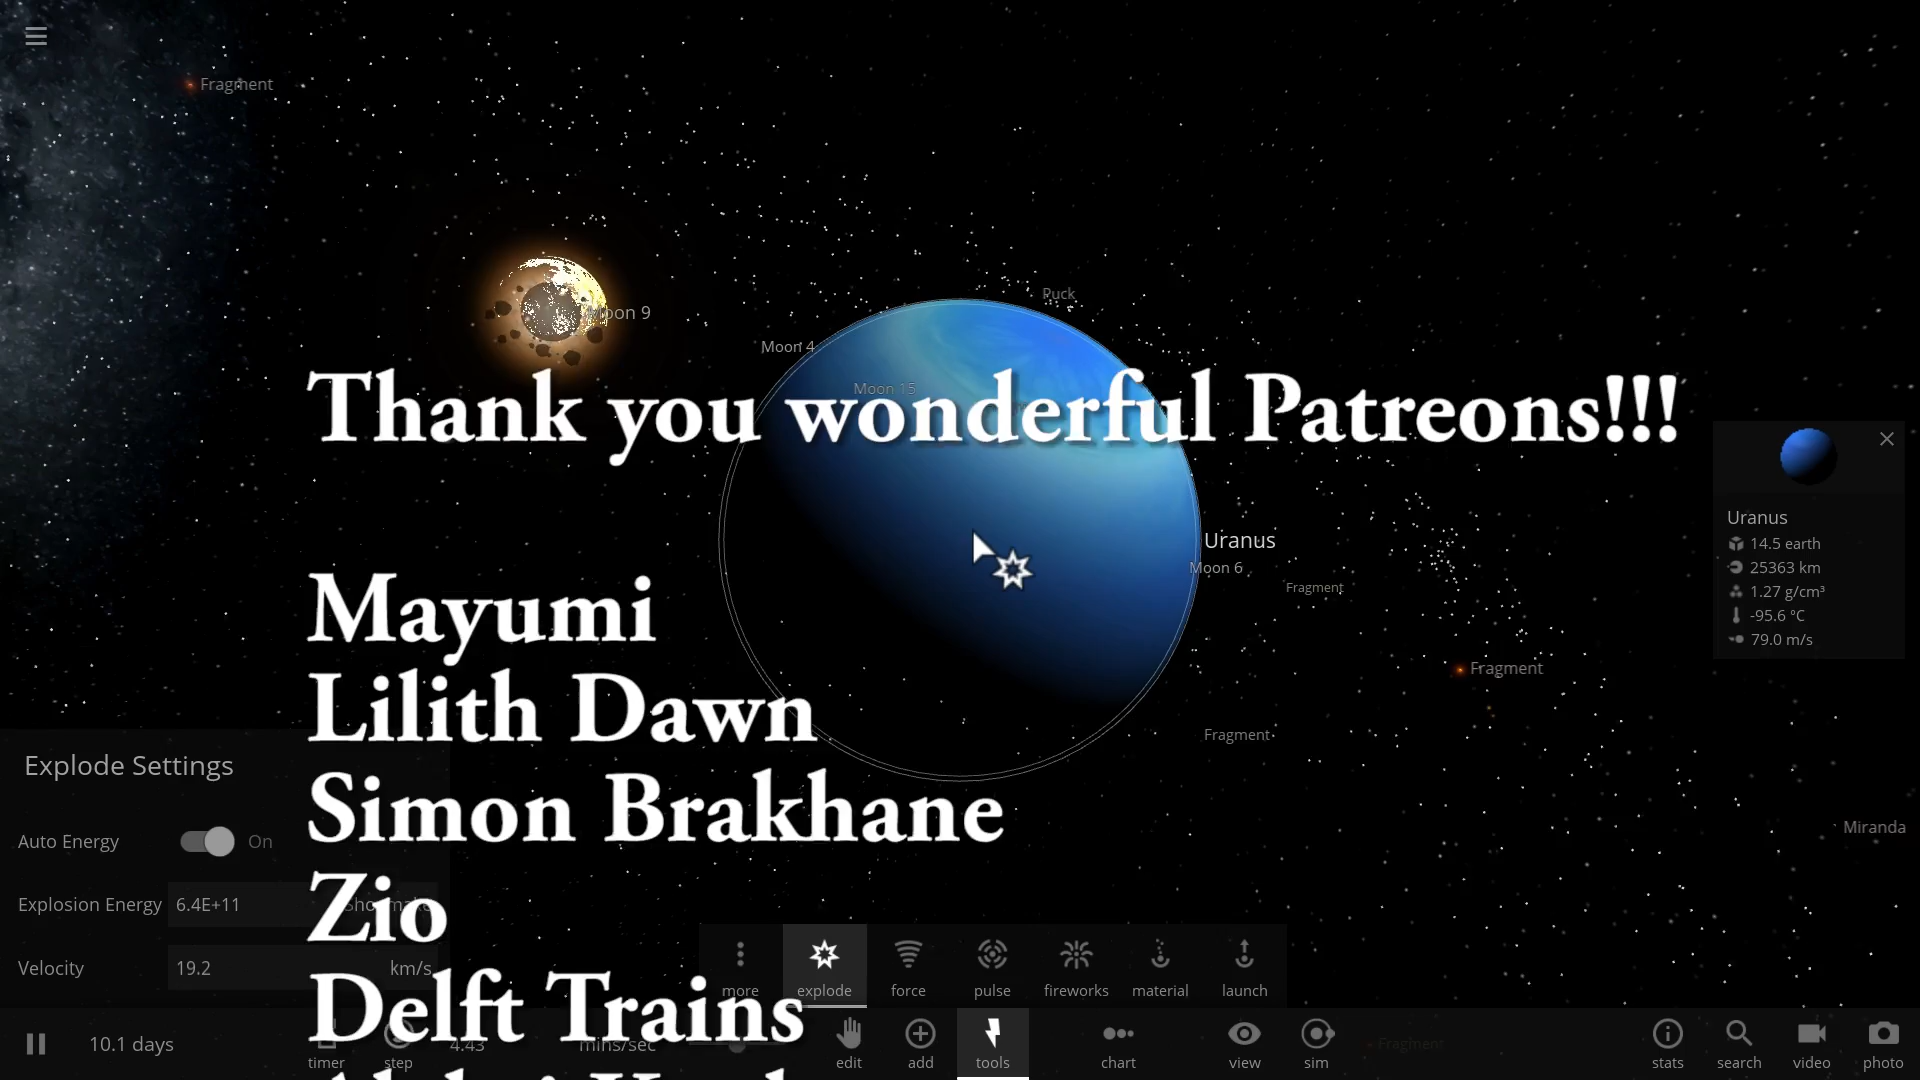 Fragment
Puck
Moon 9
Moon 4
Moon 15
Thank you wonderful Patreons!!!
Uranus
14.5 earth
25363 km
1.27 g/cm³
-95.6 °C
79.0 m/s
Uranus
Moon 6
Fragment
Mayumi
Fragment
Lilith Dawn
Fragment
Explode Settings
Simon Brakhane
Miranda
Auto Energy On
Zio
Explosion Energy 6.4E+11
Velocity 19.2 km/s
more explode force pulse fireworks material launch
Delft Trains
10.1 days 4.43 mins/sec
Fragment
timer step edit add tools chart view sim stats search video photo